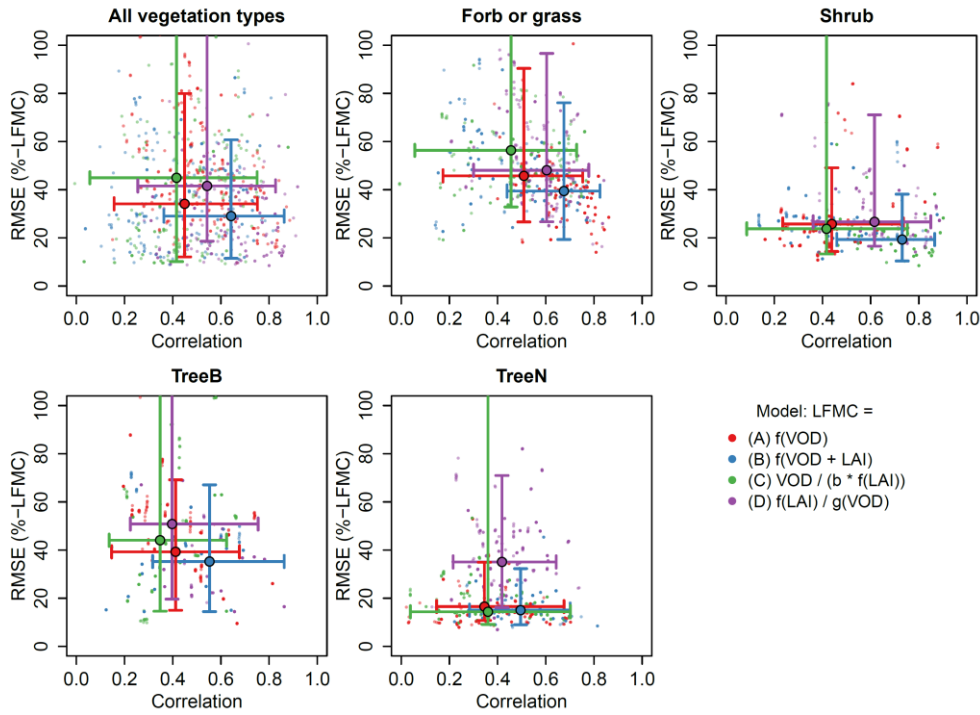 All vegetation types
Forb or grass
Shrub
RMSE (%-LFMC)
0 20 40 60 80 100
0.0 0.2 0.4 0.6 0.8 1.0
Correlation
RMSE (%-LFMC)
0 20 40 60 80 100
0.0 0.2 0.4 0.6 0.8 1.0
Correlation
RMSE (%-LFMC)
0 20 40 60 80 100
0.0 0.2 0.4 0.6 0.8 1.0
Correlation
TreeB
TreeN
RMSE (%-LFMC)
0 20 40 60 80 100
0.0 0.2 0.4 0.6 0.8 1.0
Correlation
RMSE (%-LFMC)
0 20 40 60 80 100
0.0 0.2 0.4 0.6 0.8 1.0
Correlation
Model: LFMC =
(A) f(VOD)
(B) f(VOD + LAI)
(C) VOD / (b * f(LAI))
(D) f(LAI) / g(VOD)